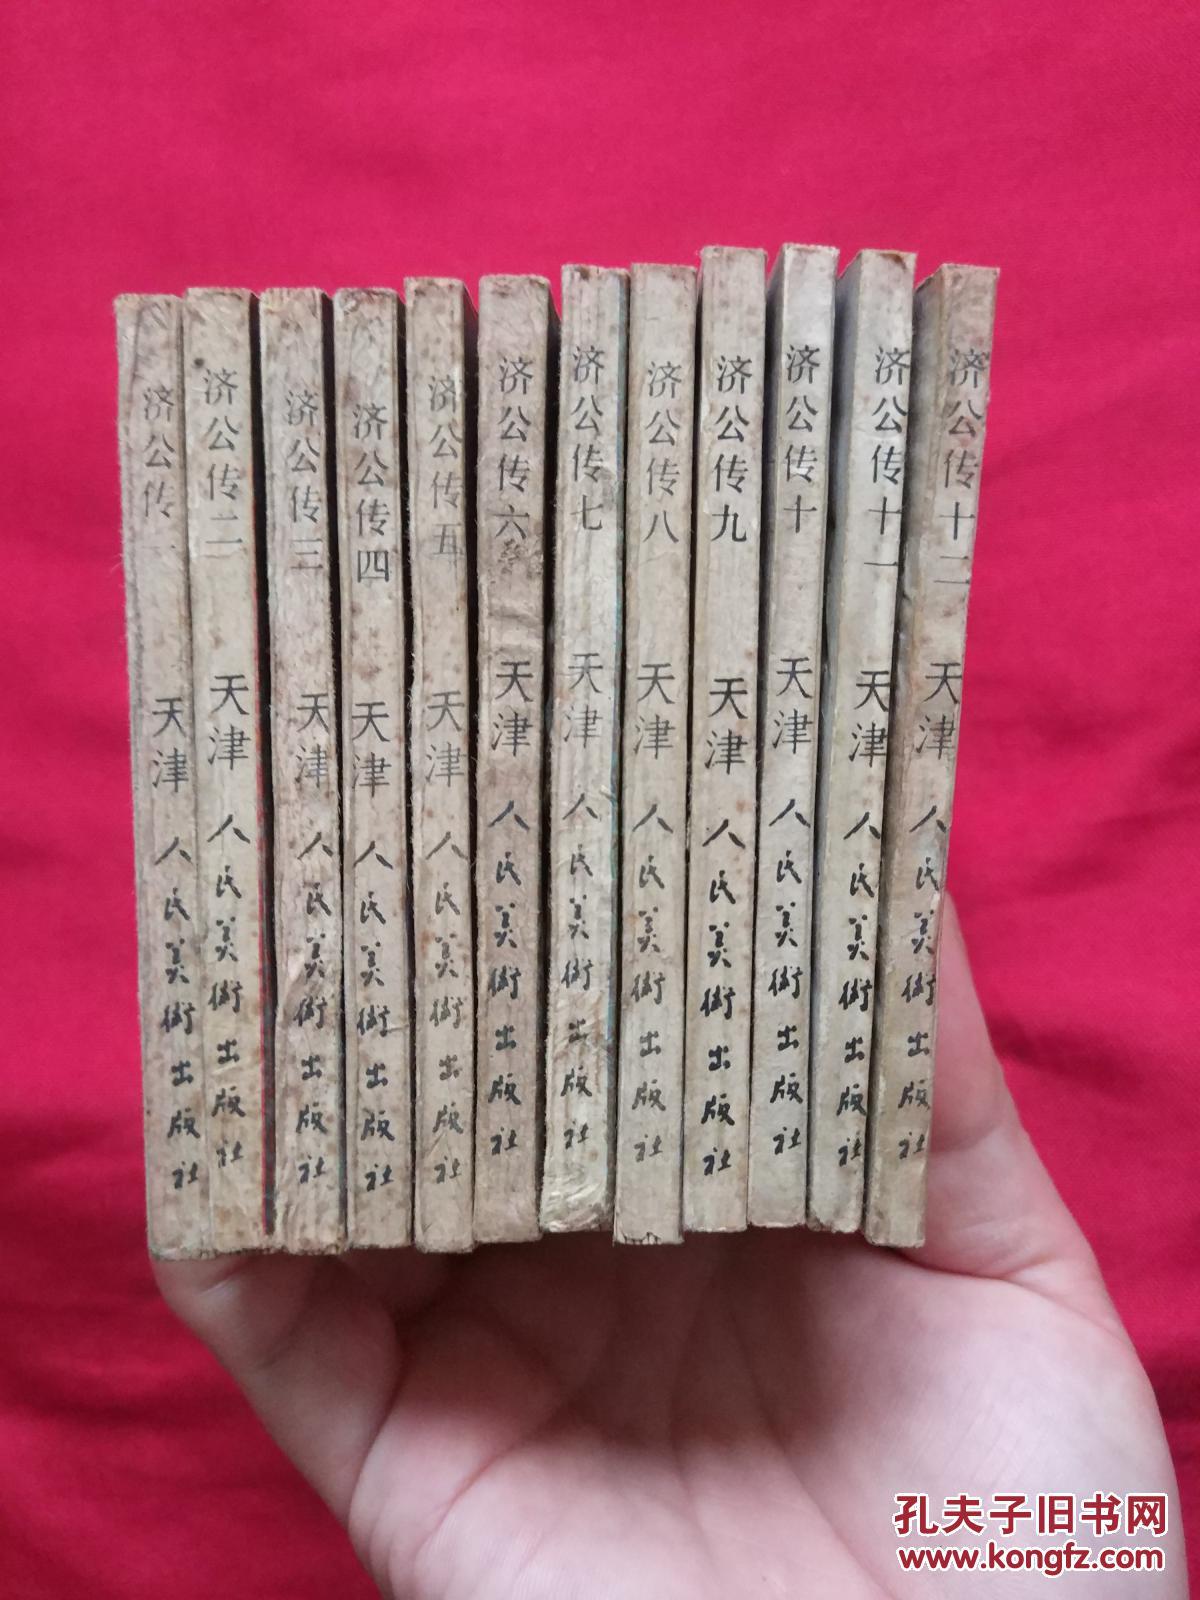 济公传一 天津人民美術出版社
济公传二 天津人民美術出版社
济公传三 天津人民美術出版社
济公传四 天津人民美術出版社
济公传五 天津人民美術出版社
济公传六 天津人民美術出版社
济公传七 天津人民美術出版社
济公传八 天津人民美術出版社
济公传九 天津人民美術出版社
济公传十 天津人民美術出版社
济公传十一 天津人民美術出版社
济公传十二 天津人民美術出版社
孔夫子旧书网
www.kongfz.com